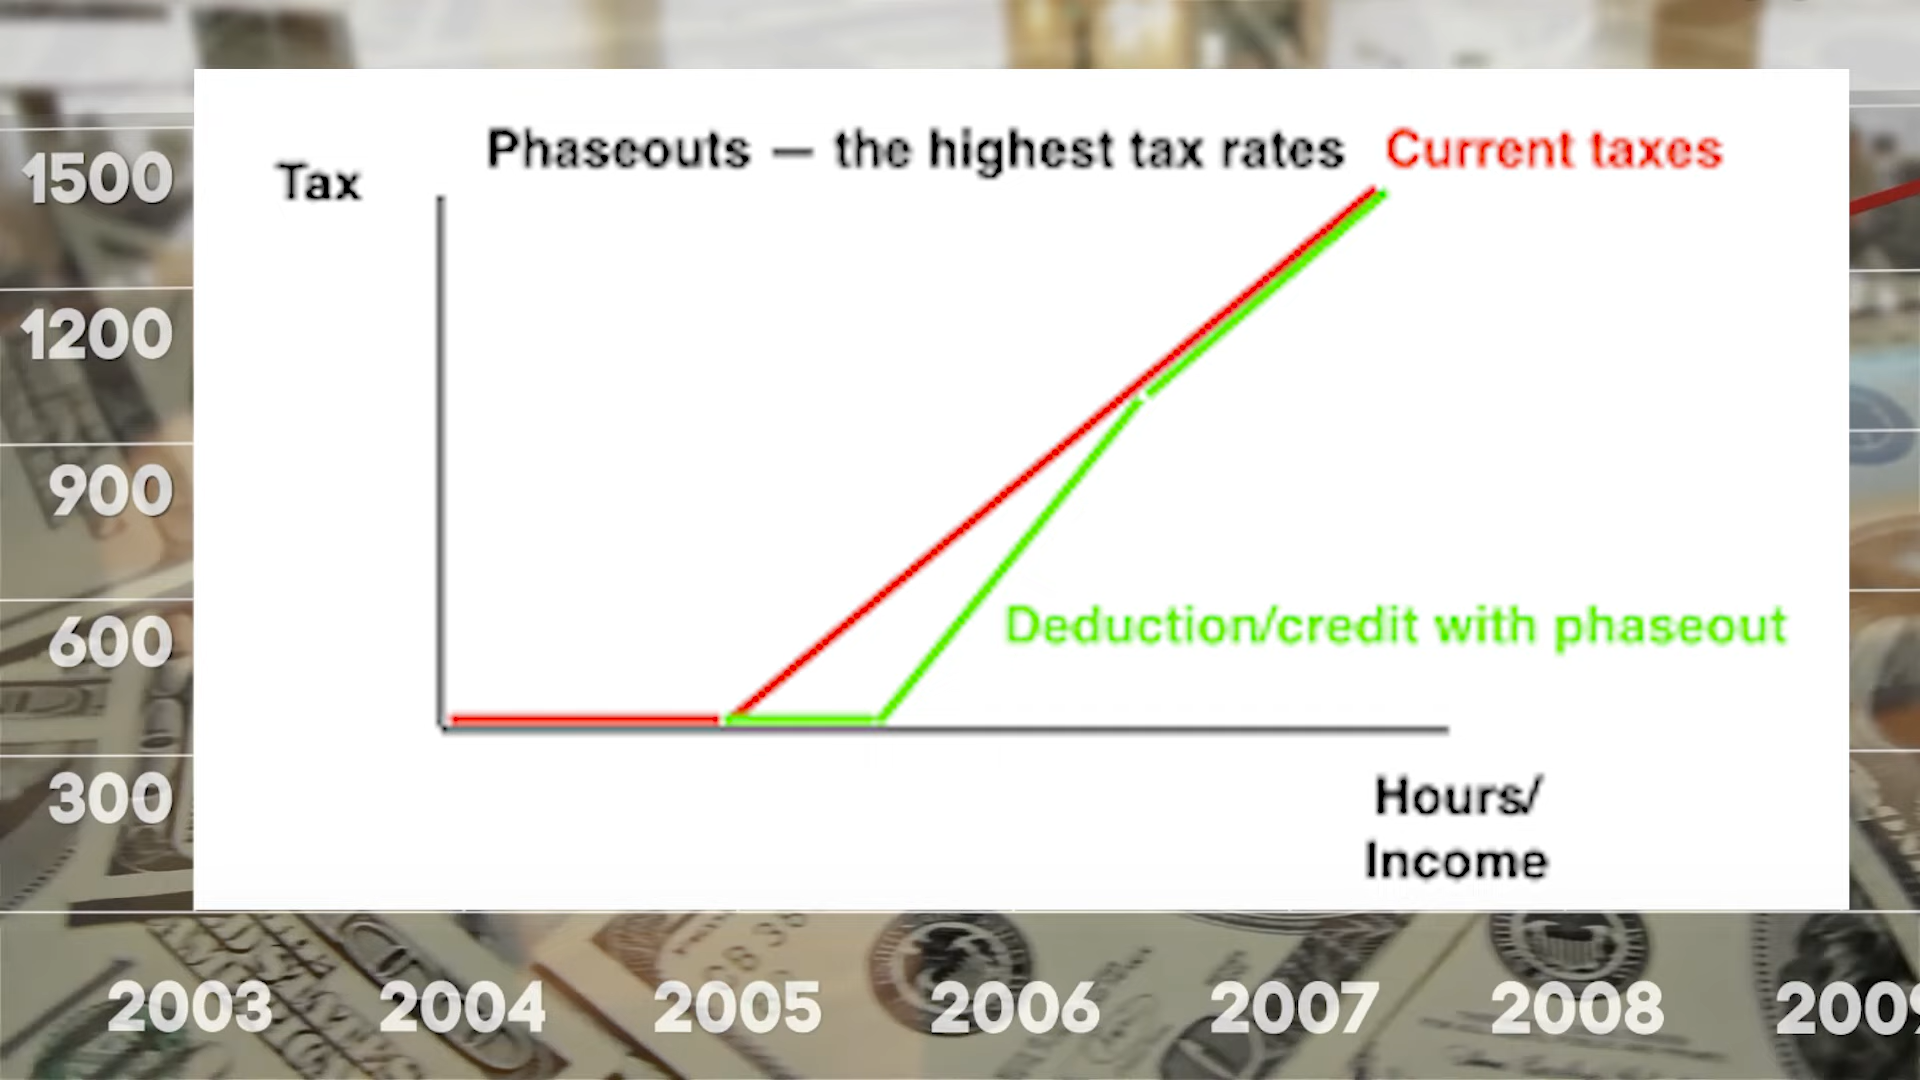 Phaseouts — the highest tax rates
Current taxes
Tax
Deduction/credit with phaseout
Hours/
Income
1500
1200
900
600
300
2003
2004
2005
2006
2007
2008